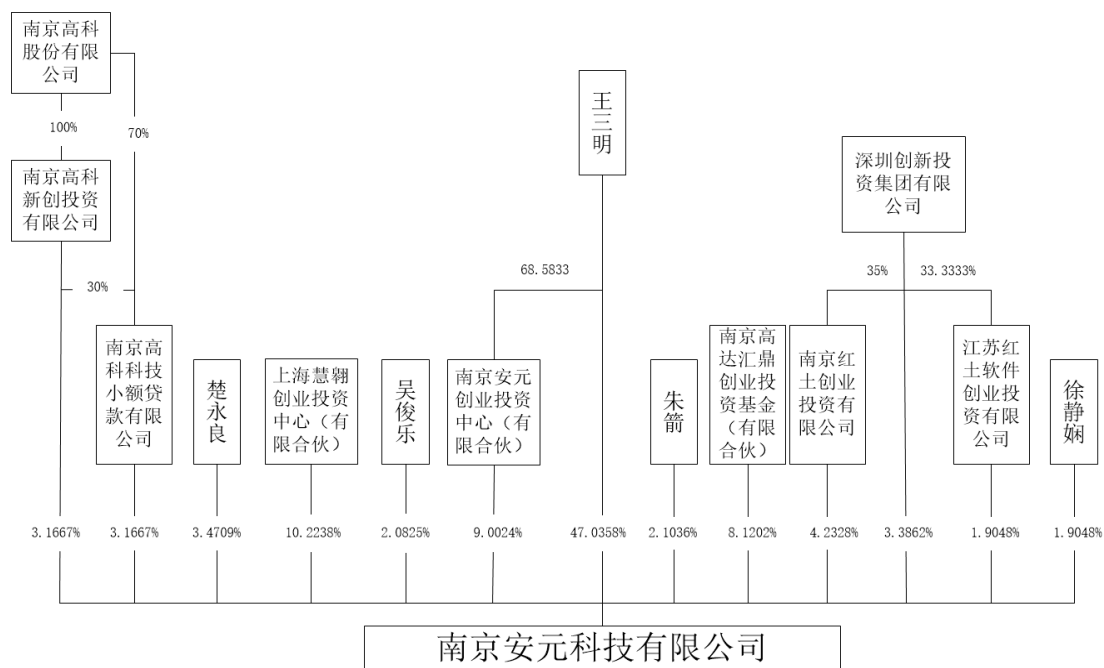 南京高科
股份有限
公司
100%
70%
南京高科
新创投资
有限公司
王三明
深圳创新投
资集团有限
公司
68.5833
35%
33.3333%
30%
南京高
科科技
小额贷
款有限
公司
楚永良
上海慧翱
创业投资
中心（有
限合伙）
吴俊乐
南京安元
创业投资
中心（有
限合伙）
朱箭
南京高
达汇鼎
创业投
资基金
（有限
合伙）
南京红
土创业
投资有
限公司
江苏红
土软件
创业投
资有限
公司
徐静娴
3.1667%
3.1667%
3.4709%
10.2238%
2.0825%
9.0024%
47.0358%
2.1036%
8.1202%
4.2328%
3.3862%
1.9048%
1.9048%
南京安元科技有限公司